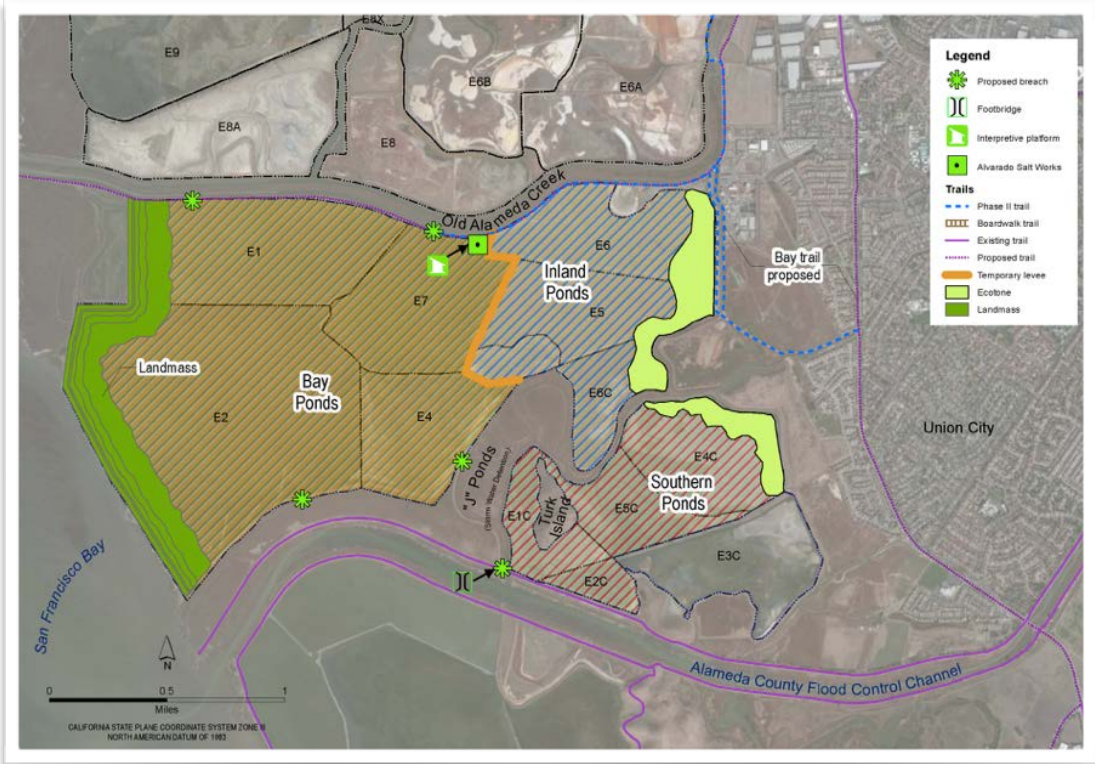 E8X
E9
E6B
E6A
E8A
E8
Legend
Proposed breach
Footbridge
Interpretive platform
Alvarado Salt Works
Trails
Phase II trail
Boardwalk trail
Existing trail
Proposed trail
Temporary levee
Ecotone
Landmass
Old Alameda Creek
E1
E6
Inland
Ponds
Bay trail
proposed
E7
E5
Landmass
Bay
Ponds
E2
E4
E6C
Union City
"J" Ponds
(Storm Water Detention)
E4C
Southern
Ponds
E1C
Turk
Island
E5C
E3C
E2C
San Francisco Bay
N
Alameda County Flood Control Channel
0 0.5 1
Miles
CALIFORNIA STATE PLANE COORDINATE SYSTEM ZONE III
NORTH AMERICAN DATUM OF 1983